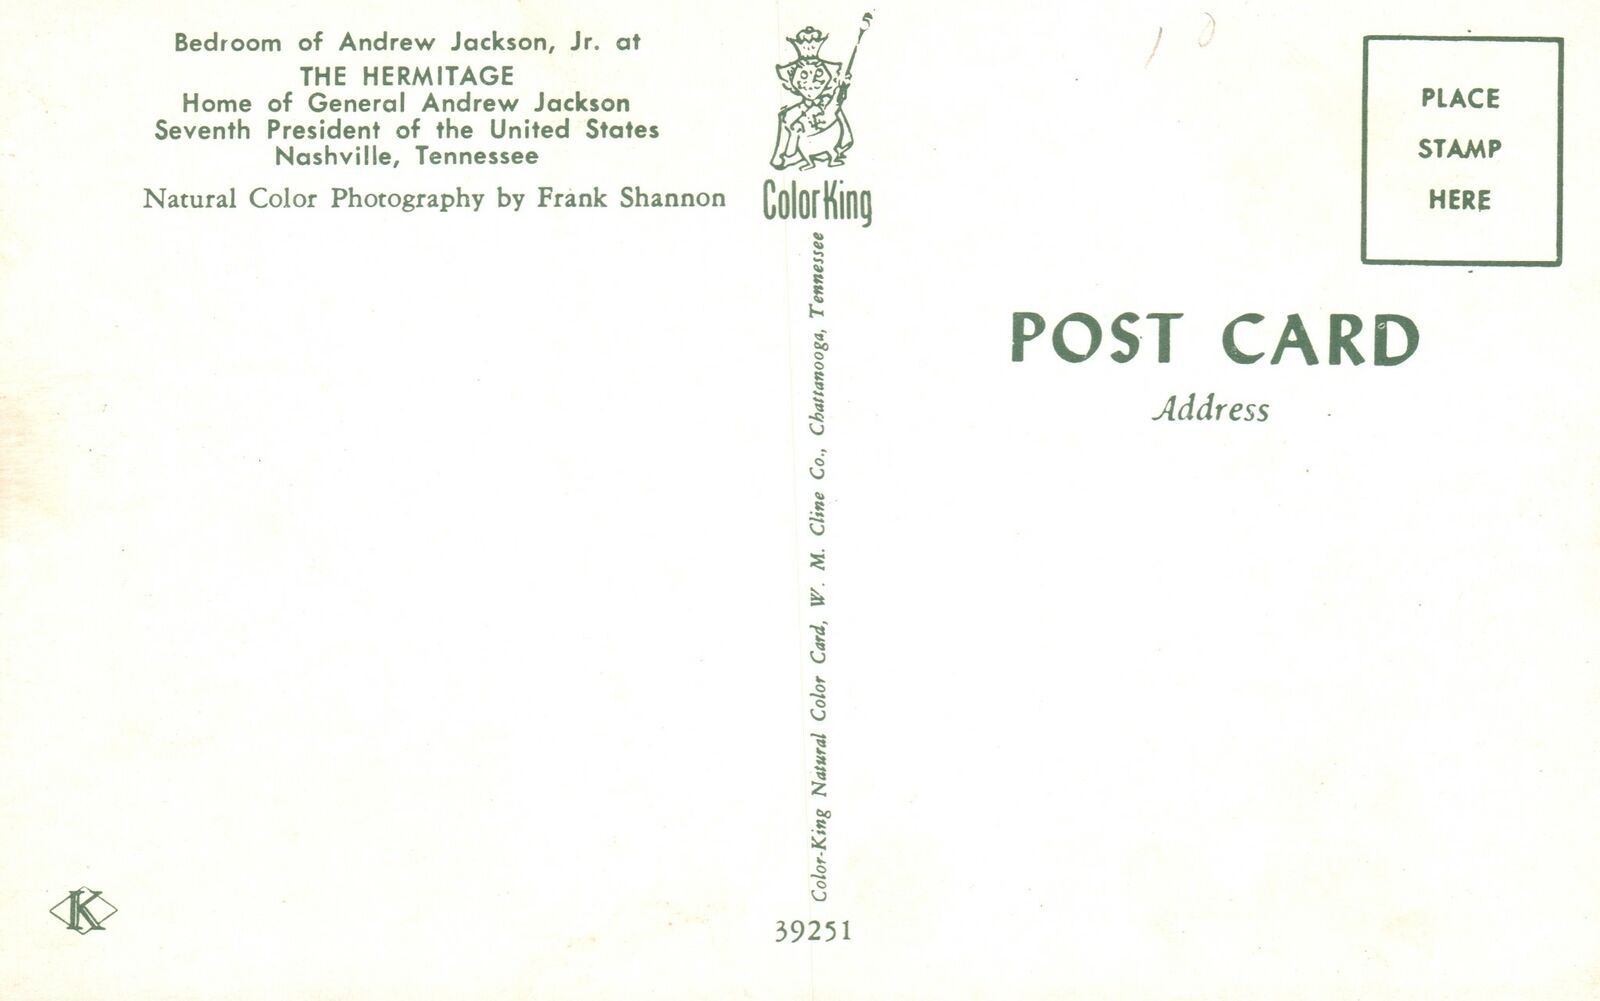 Bedroom of Andrew Jackson, Jr. at
THE HERMITAGE
Home of General Andrew Jackson
Seventh President of the United States
Nashville, Tennessee
Natural Color Photography by Frank Shannon
ColorKing
Color-King Natural Color Card, W. M. Cline Co., Chattanooga, Tennessee
39251
K
PLACE
STAMP
HERE
POST CARD
Address